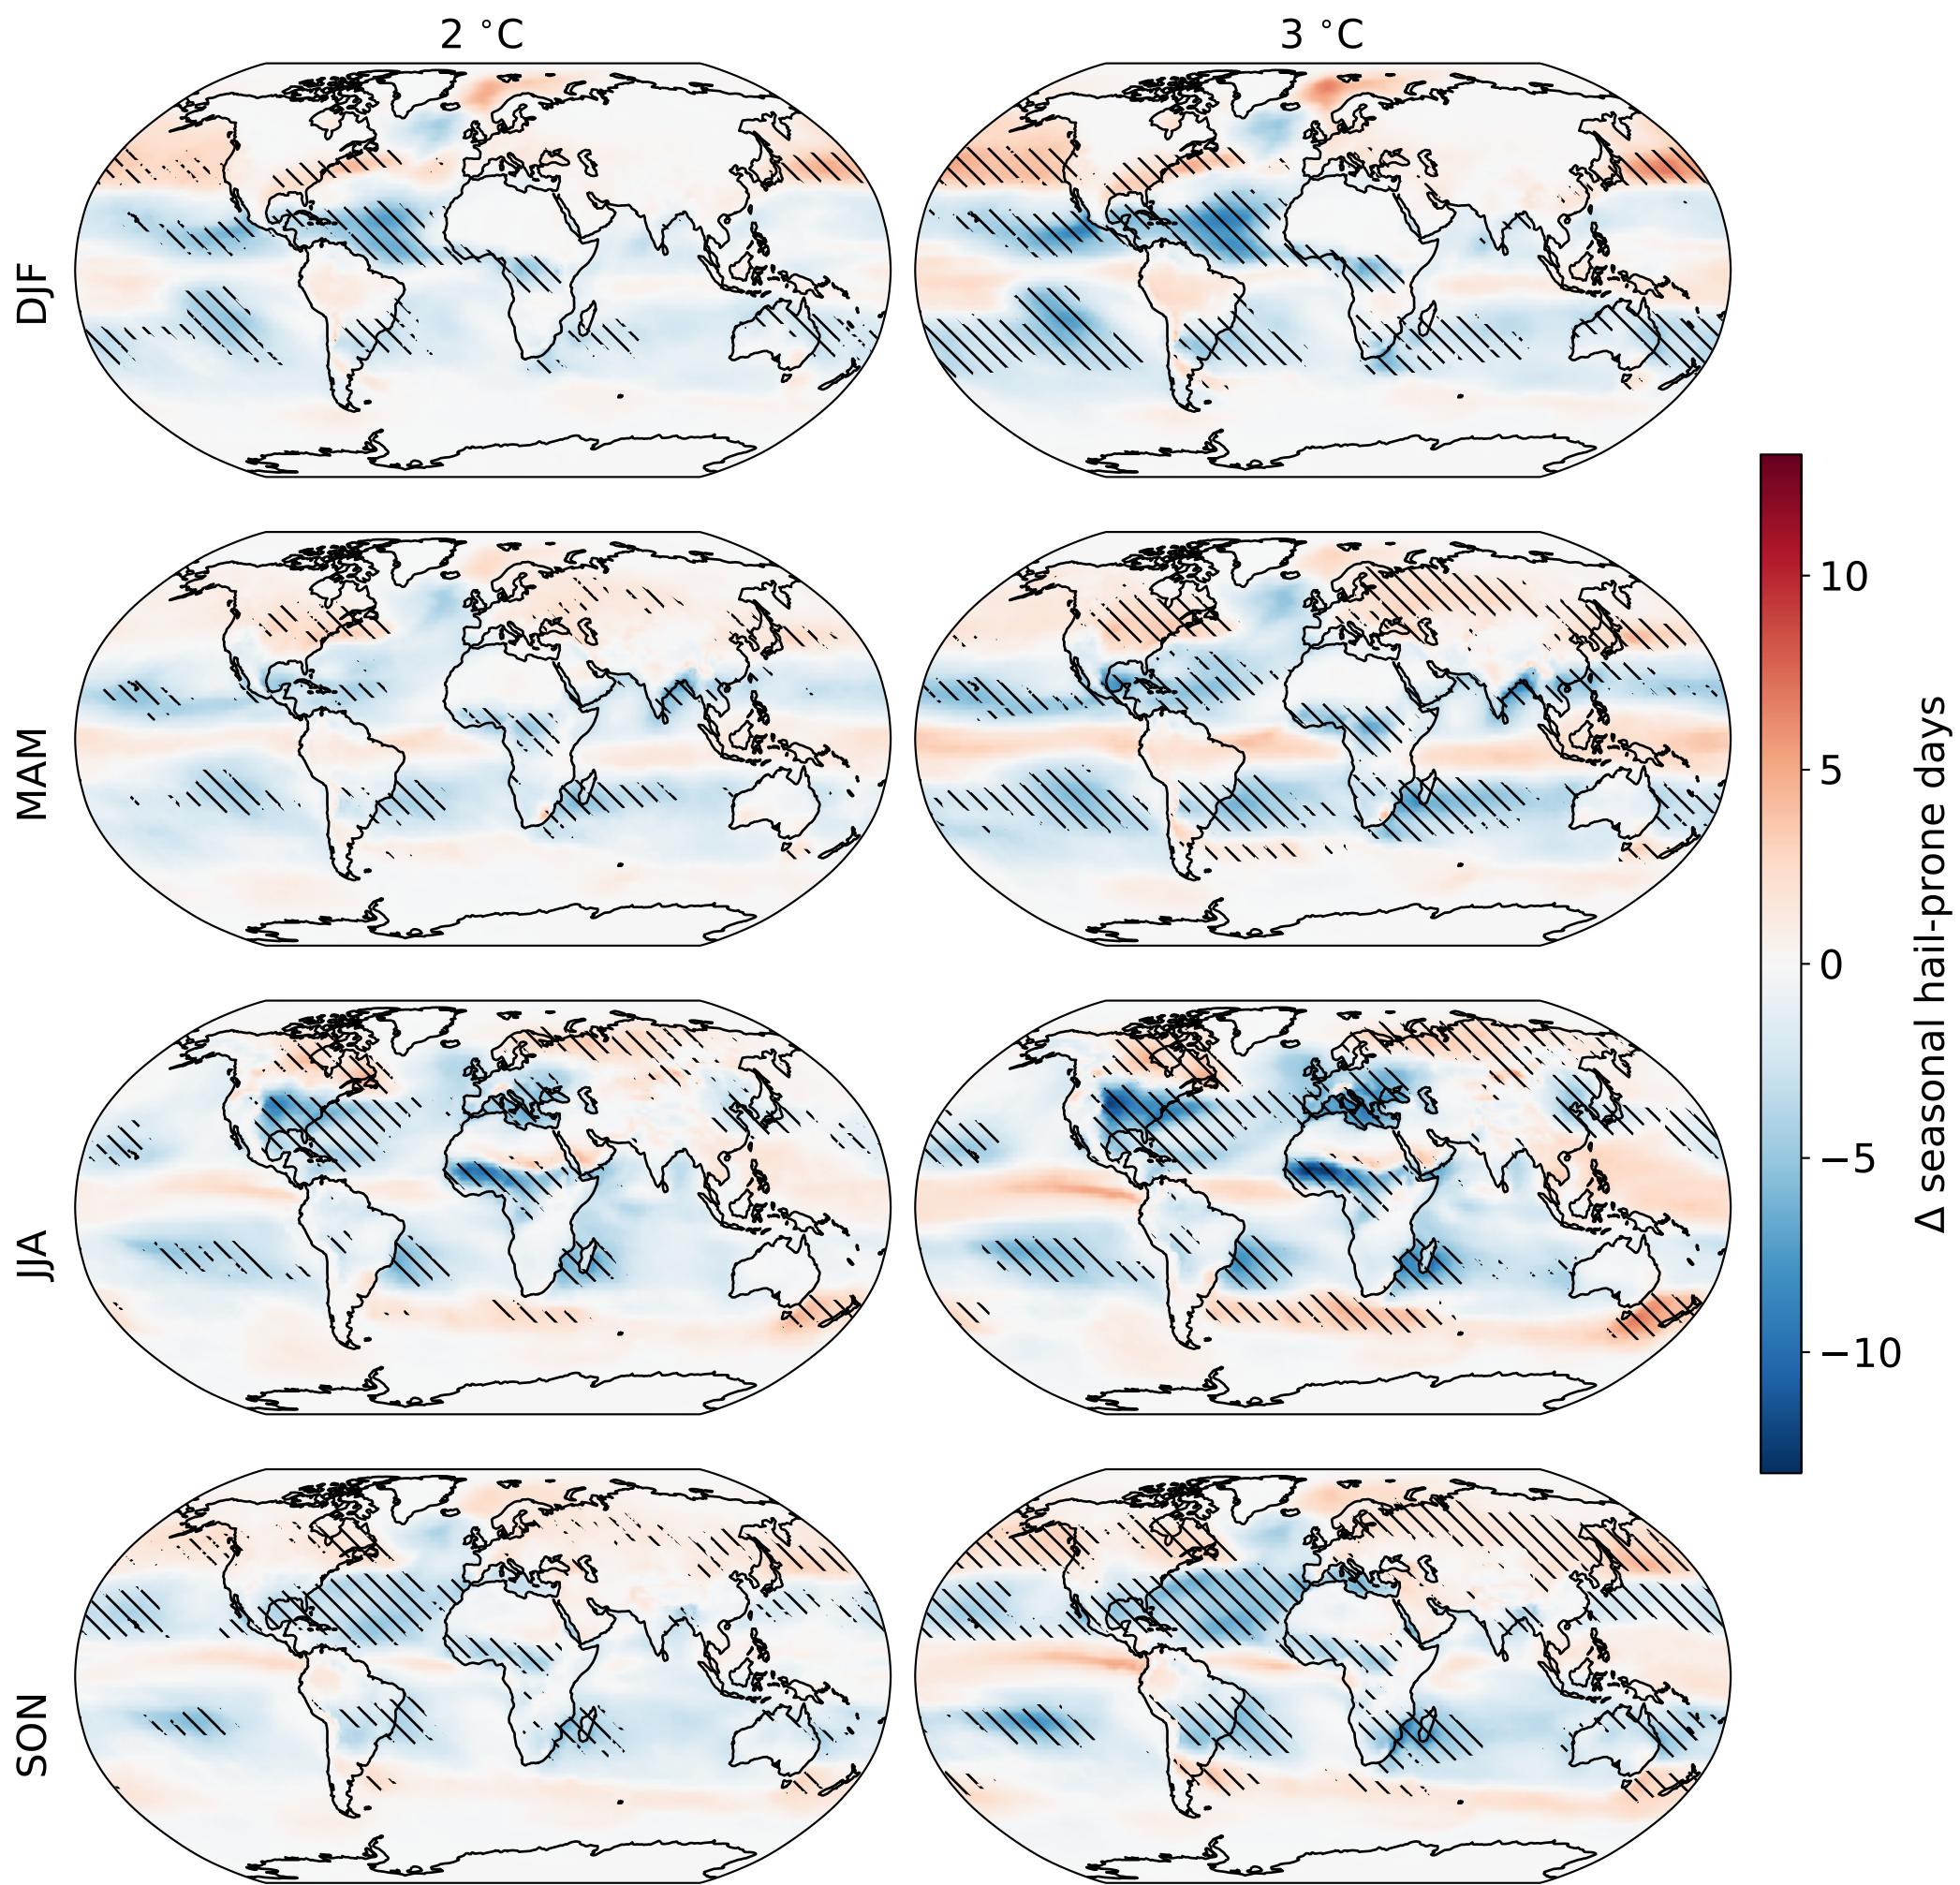 2 °C
3 °C
DJF
MAM
JJA
SON
10
5
0
−5
−10
Δ seasonal hail-prone days